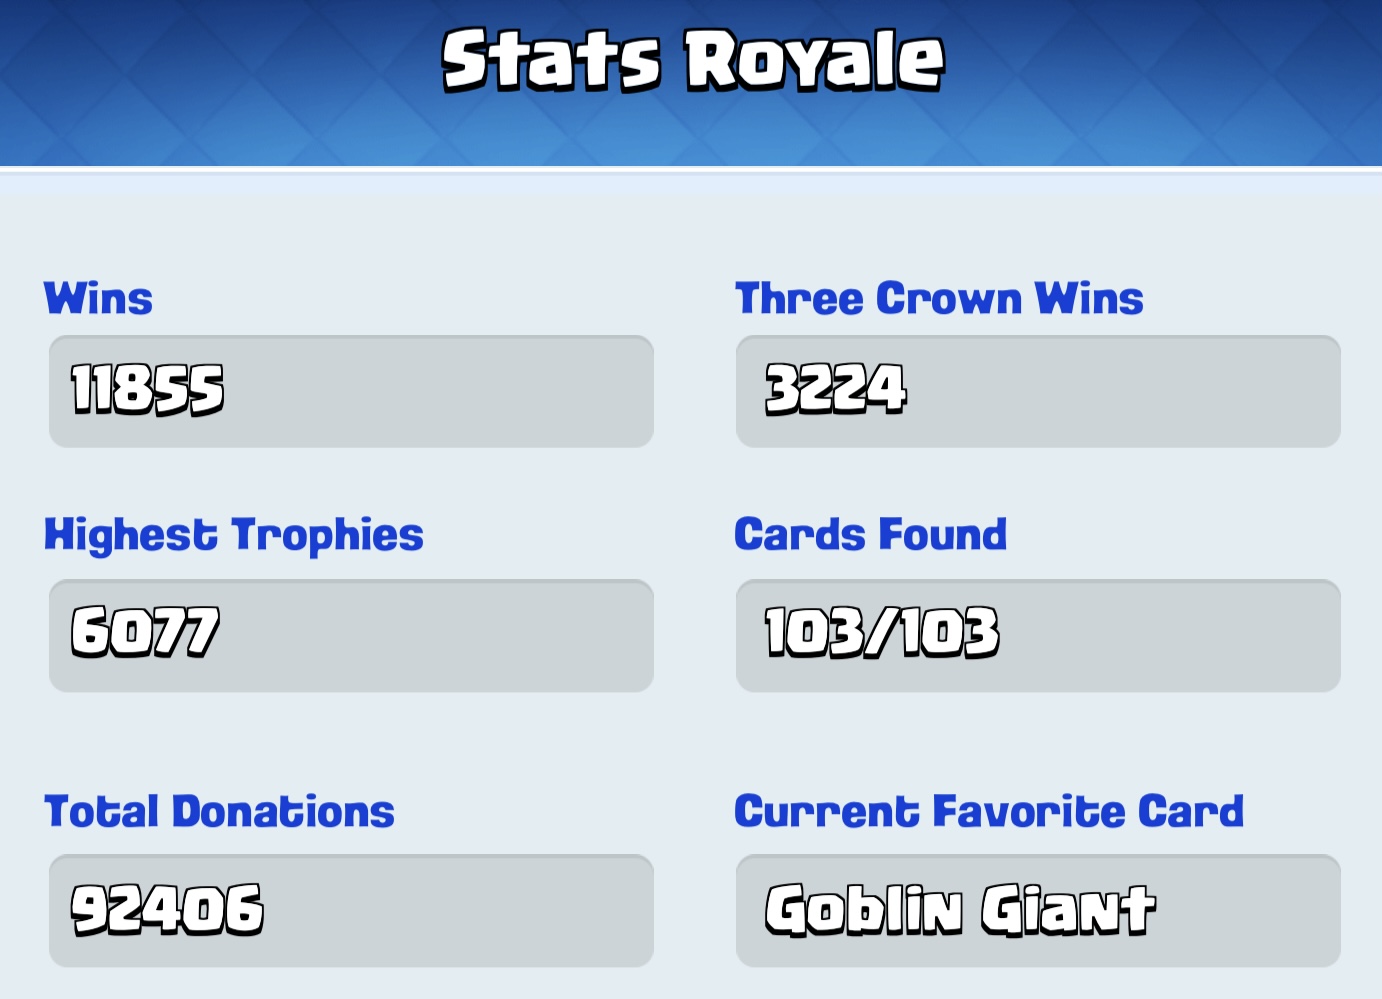 Stats Royale
Wins
11855
Three Crown Wins
3224
Highest Trophies
6077
Cards Found
103/103
Total Donations
92406
Current Favorite Card
Goblin Giant